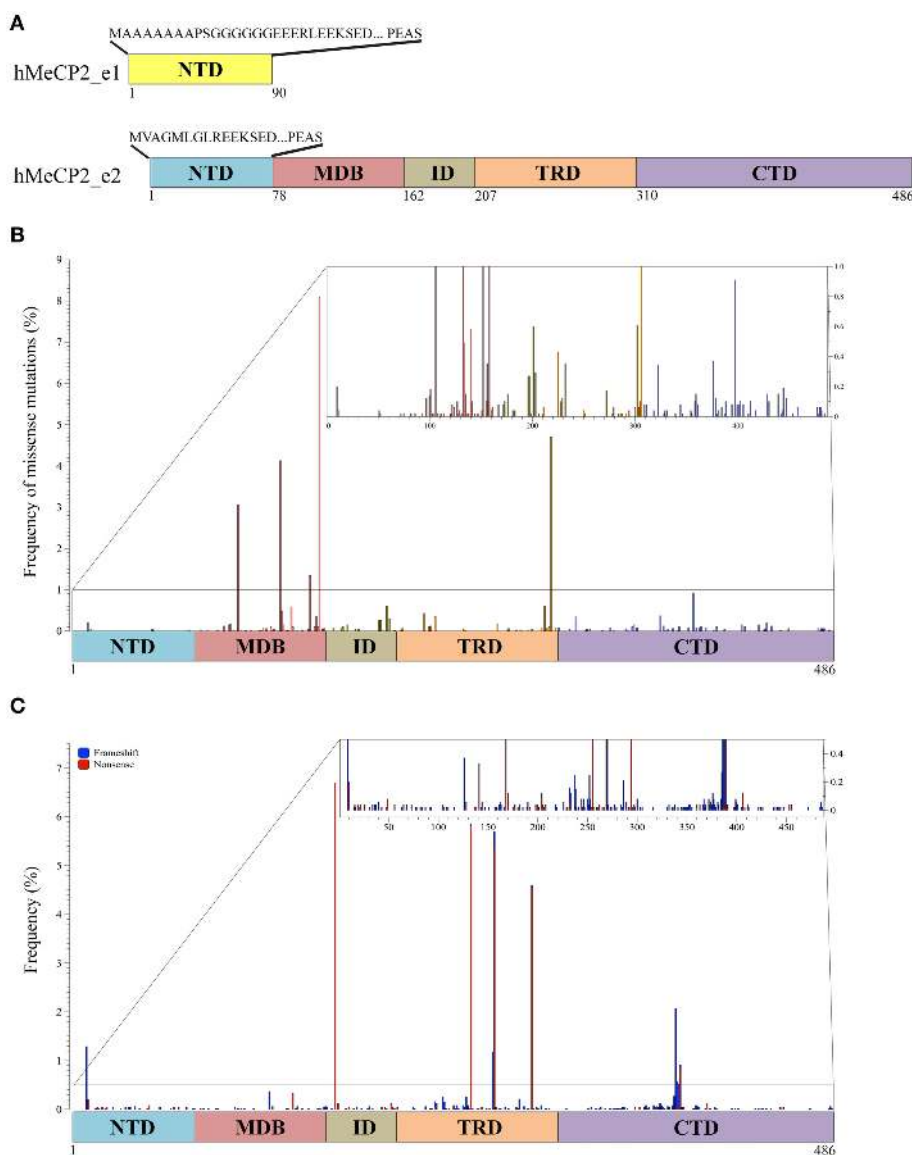 A
MAAAAAAAPSGGGGGGEEERLEEKSED... PEAS
hMeCP2_e1
NTD
1
90
MVAGMLGLREEKSED...PEAS
hMeCP2_e2
NTD
MDB
ID
TRD
CTD
1
78
162
207
310
486
B
Frequency of missense mutations (%)
9
8
7
6
5
4
3
2
1
0
1.0
0.8
0.6
0.4
0.2
0
0
100
200
300
400
NTD
MDB
ID
TRD
CTD
1
486
C
Frameshift
Nonsense
Frequency (%)
7
6
5
4
3
2
1
0
0.4
0.2
0
50
100
150
200
250
300
350
400
450
NTD
MDB
ID
TRD
CTD
1
486